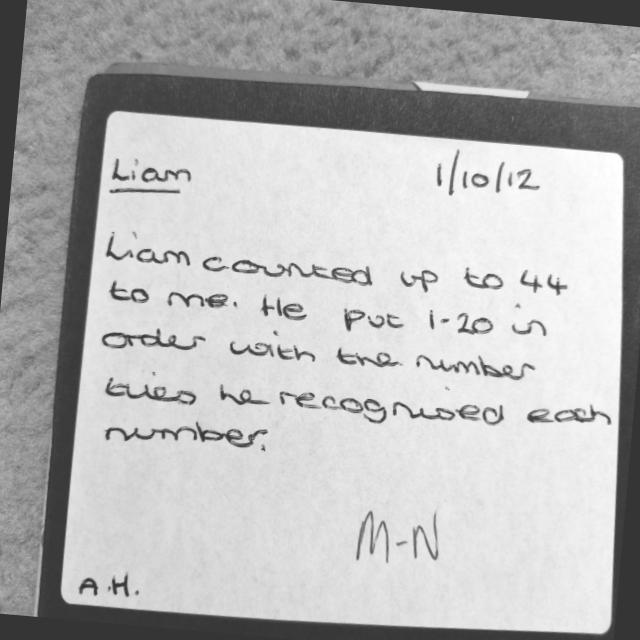 Liam 1/10/12
Liam counted up to 44
to me. He put 1-20 in
order with the number
tiles he recognised each
number.
M-N
A.H.